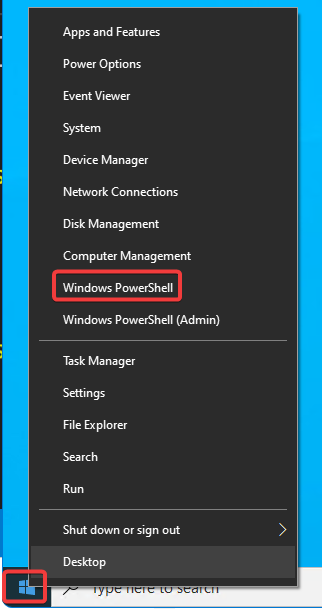 Apps and Features
Power Options
Event Viewer
System
Device Manager
Network Connections
Disk Management
Computer Management
Windows PowerShell
Windows PowerShell (Admin)
Task Manager
Settings
File Explorer
Search
Run
Shut down or sign out
Desktop
Type here to search